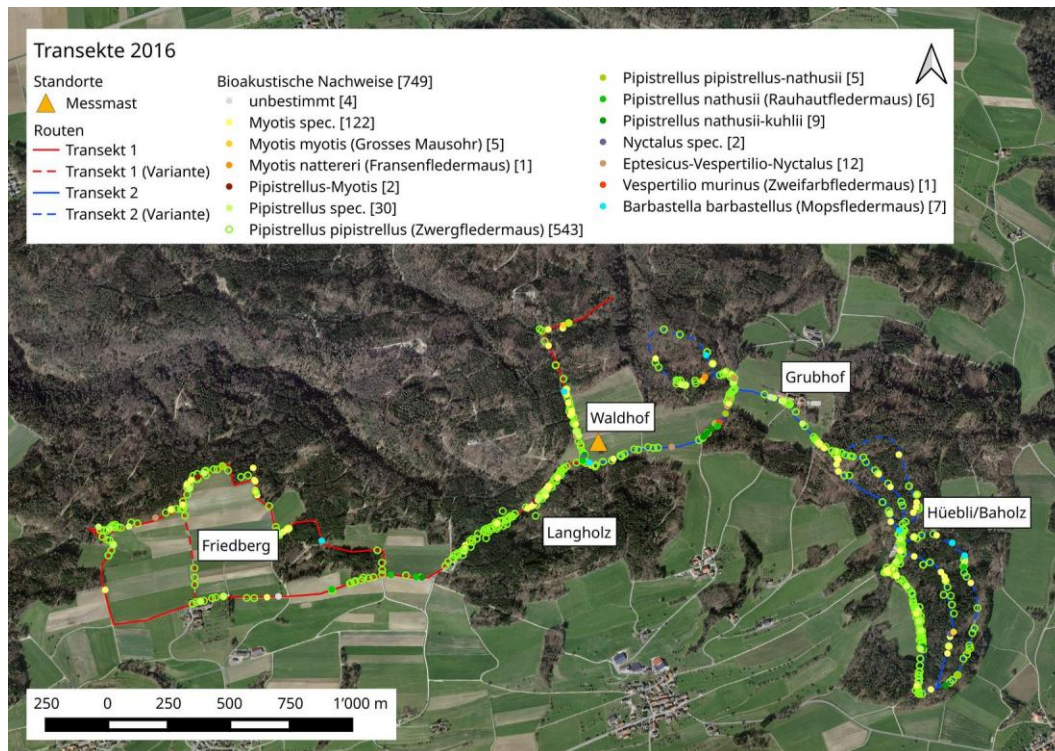 Transekte 2016
Standorte
Messmast
Routen
Transekt 1
Transekt 1 (Variante)
Transekt 2
Transekt 2 (Variante)
Bioakustische Nachweise [749]
unbestimmt [4]
Myotis spec. [122]
Myotis myotis (Grosses Mausohr) [5]
Myotis nattereri (Fransenfledermaus) [1]
Pipistrellus-Myotis [2]
Pipistrellus spec. [30]
Pipistrellus pipistrellus (Zwergfledermaus) [543]
Pipistrellus pipistrellus-nathusii [5]
Pipistrellus nathusii (Rauhautfledermaus) [6]
Pipistrellus nathusii-kuhlii [9]
Nyctalus spec. [2]
Eptesicus-Vespertilio-Nyctalus [12]
Vespertilio murinus (Zweifarbfledermaus) [1]
Barbastella barbastellus (Mopsfledermaus) [7]
Grubhof
Waldhof
Hüebli/Baholz
Langholz
Friedberg
250 0 250 500 750 1'000 m